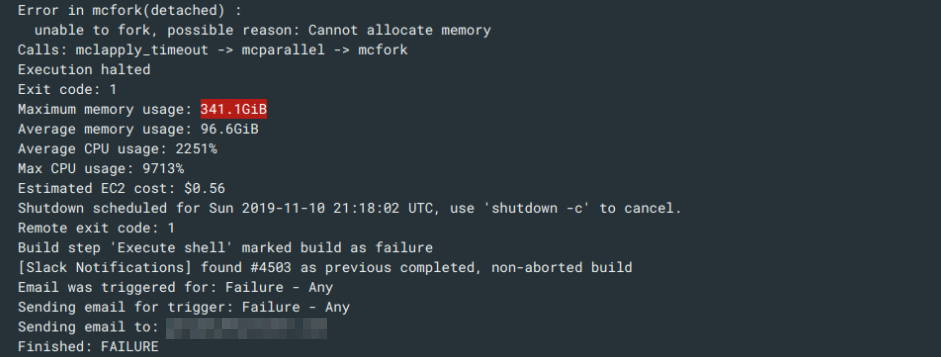 Error in mcfork(detached) :
unable to fork, possible reason: Cannot allocate memory
Calls: mclapply_timeout -> mcparallel -> mcfork
Execution halted
Exit code: 1
Maximum memory usage: 341.1GiB
Average memory usage: 96.6GiB
Average CPU usage: 2251%
Max CPU usage: 9713%
Estimated EC2 cost: $0.56
Shutdown scheduled for Sun 2019-11-10 21:18:02 UTC, use 'shutdown -c' to cancel.
Remote exit code: 1
Build step 'Execute shell' marked build as failure
[Slack Notifications] found #4503 as previous completed, non-aborted build
Email was triggered for: Failure - Any
Sending email for trigger: Failure - Any
Sending email to:
Finished: FAILURE